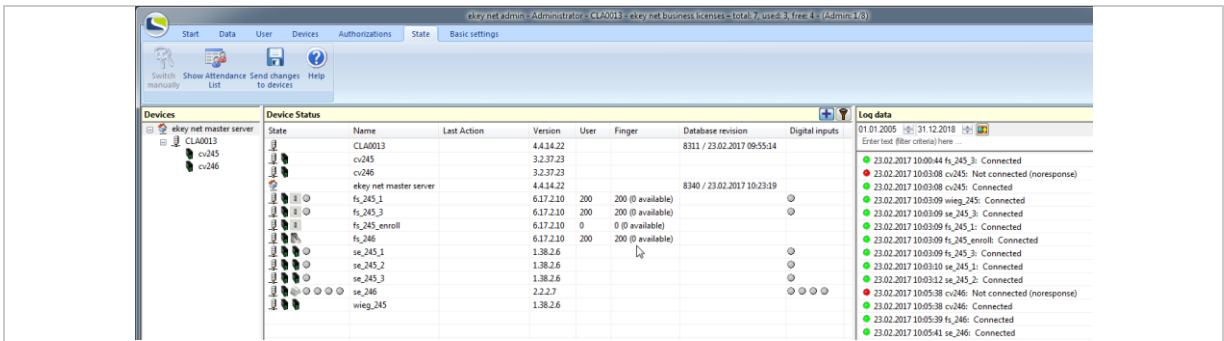 ekey net admin - Administrator - CLA0013 - ekey net business licenses – total: 7, used: 3, free: 4 - (Admin: 1/8)
Start Data User Devices Authorizations State Basic settings
Switch manually Show Attendance List Send changes to devices Help
Devices
ekey net master server
CLA0013
cv245
cv246
Device Status
State Name Last Action Version User Finger Database revision Digital inputs
CLA0013 4.4.14.22 8311 / 23.02.2017 09:55:14
cv245 3.2.37.23
cv246 3.2.37.23
ekey net master server 4.4.14.22 8340 / 23.02.2017 10:23:19
fs_245_1 6.17.2.10 200 200 (0 available)
fs_245_3 6.17.2.10 200 200 (0 available)
fs_245_enroll 6.17.2.10 0 0 (0 available)
fs_246 6.17.2.10 200 200 (0 available)
se_245_1 1.38.2.6
se_245_2 1.38.2.6
se_245_3 1.38.2.6
se_246 2.2.2.7
wieg_245 1.38.2.6
Log data
01.01.2005 31.12.2018
Enter text (filter criteria) here ...
23.02.2017 10:00:44 fs_245_3: Connected
23.02.2017 10:03:08 cv245: Not connected (noresponse)
23.02.2017 10:03:08 cv245: Connected
23.02.2017 10:03:09 wieg_245: Connected
23.02.2017 10:03:09 se_245_3: Connected
23.02.2017 10:03:09 fs_245_1: Connected
23.02.2017 10:03:09 fs_245_enroll: Connected
23.02.2017 10:03:09 fs_245_3: Connected
23.02.2017 10:03:10 se_245_1: Connected
23.02.2017 10:03:12 se_245_2: Connected
23.02.2017 10:05:38 cv246: Not connected (noresponse)
23.02.2017 10:05:38 cv246: Connected
23.02.2017 10:05:39 fs_246: Connected
23.02.2017 10:05:41 se_246: Connected